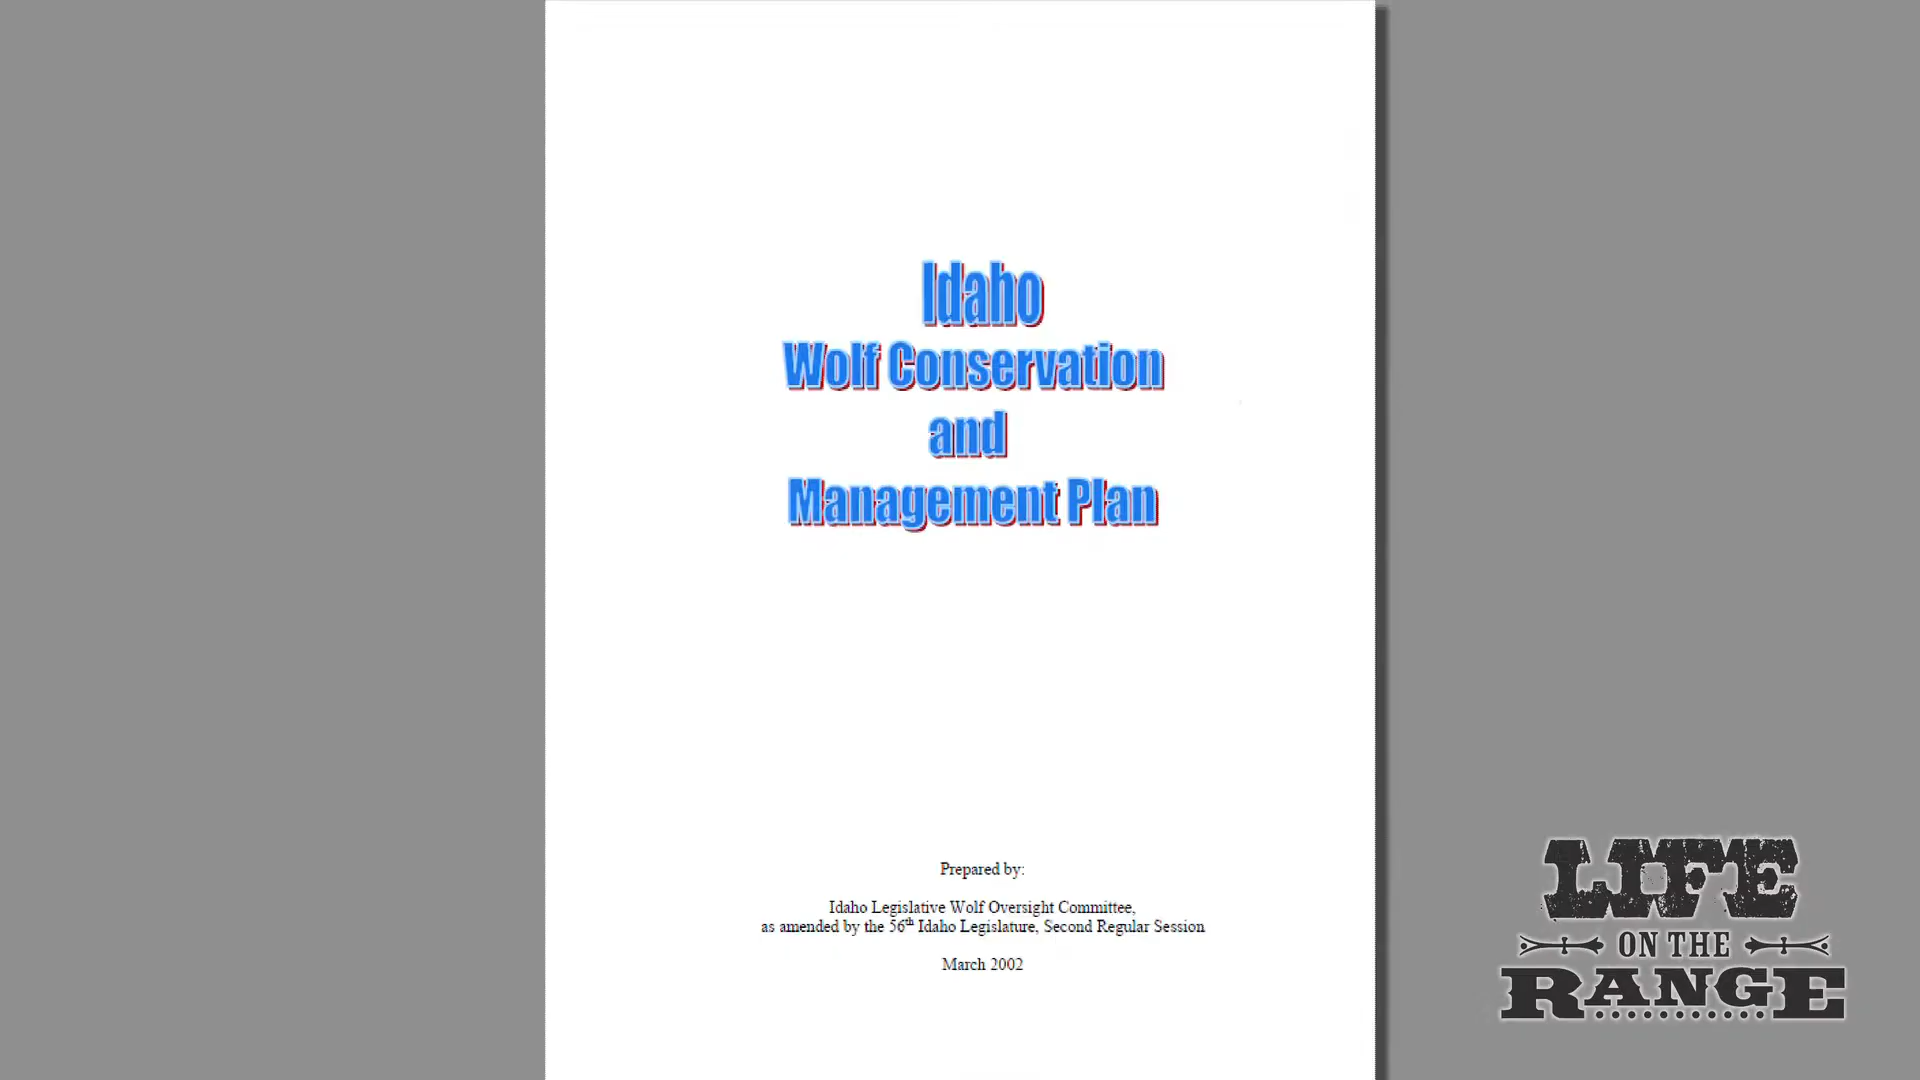 Idaho
Wolf Conservation
and
Management Plan
Prepared by:
Idaho Legislative Wolf Oversight Committee,
as amended by the 56th Idaho Legislature, Second Regular Session
March 2002
LIFE
ON THE
RANGE